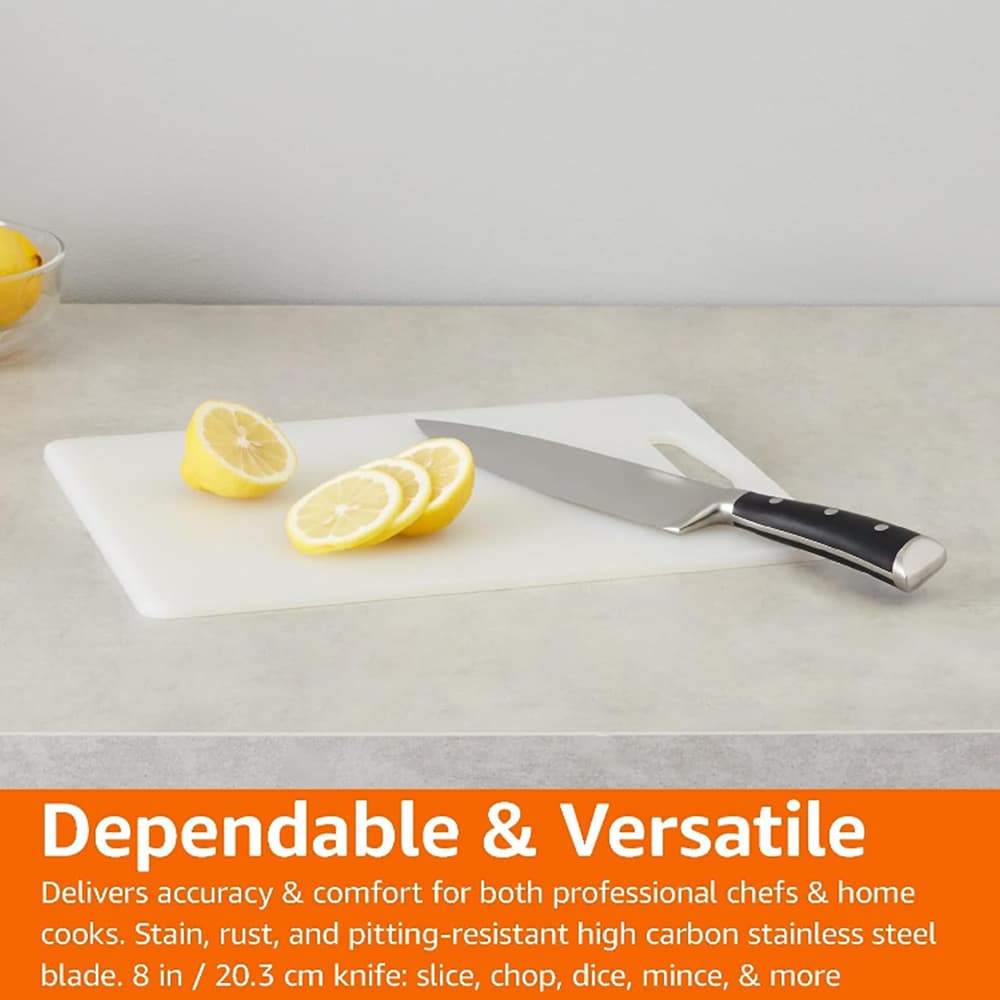 Dependable & Versatile
Delivers accuracy & comfort for both professional chefs & home
cooks. Stain, rust, and pitting-resistant high carbon stainless steel
blade. 8 in / 20.3 cm knife: slice, chop, dice, mince, & more